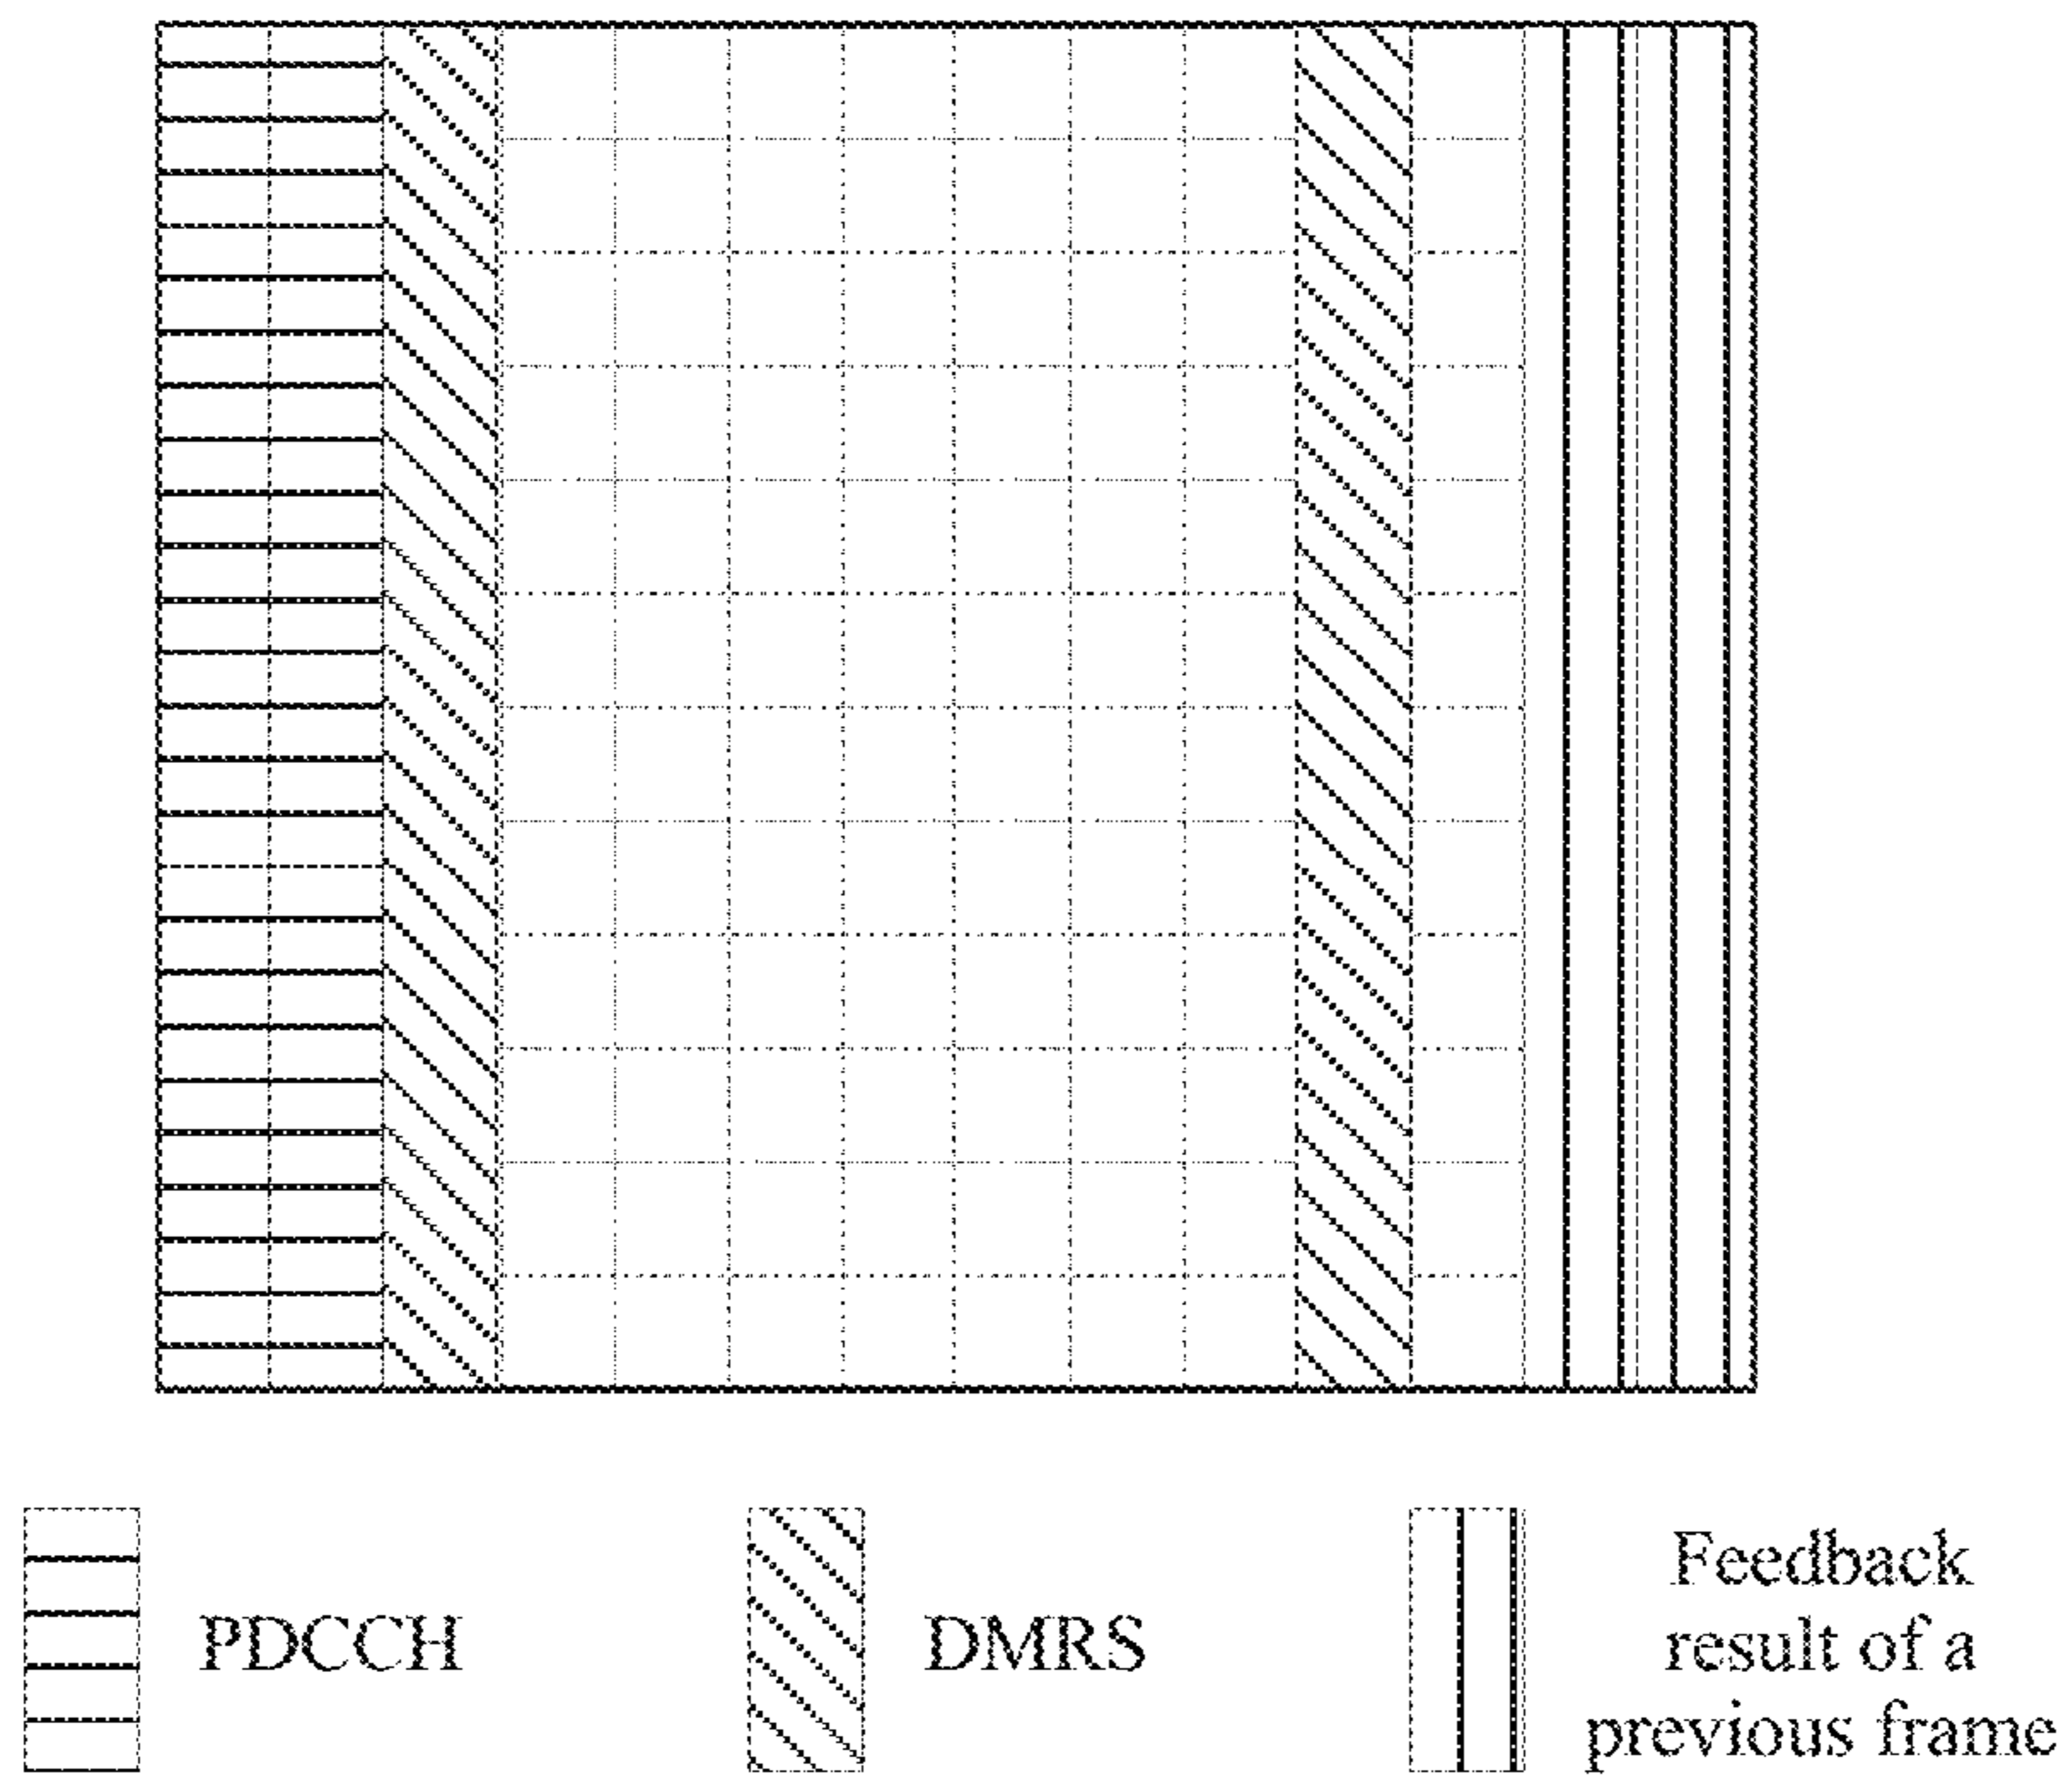 PDCCH
DMRS
Feedback
result of a
previous frame